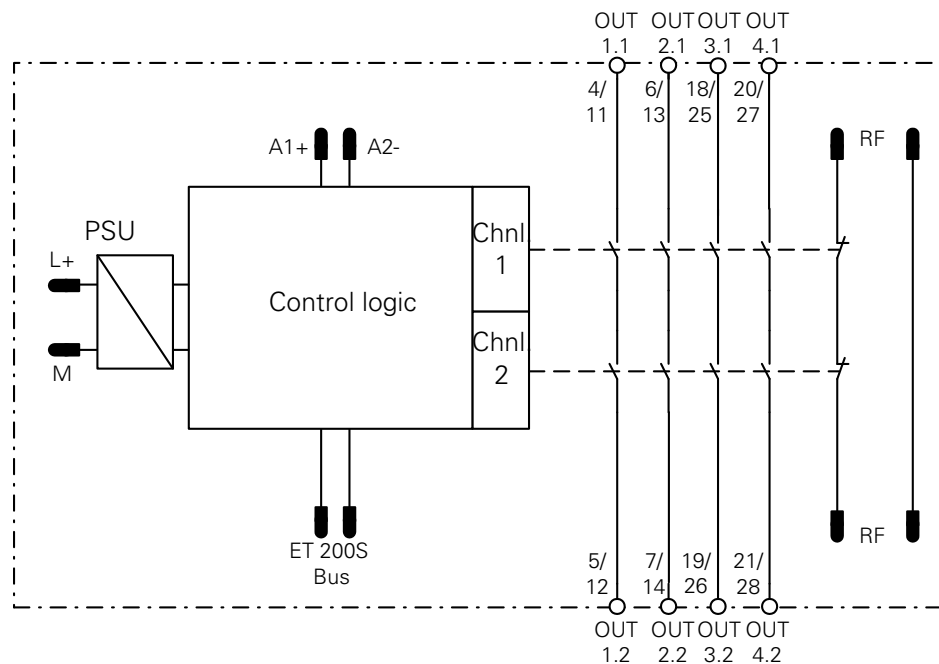 OUT OUT OUT OUT
1.1 2.1 3.1 4.1
4/ 6/ 18/ 20/
11 13 25 27
A1+ A2- RF
PSU
L+
Chnl.
1
Control logic
Chnl.
2
M
ET 200S
Bus
RF
5/ 7/ 19/ 21/
12 14 26 28
OUT OUT OUT OUT
1.2 2.2 3.2 4.2